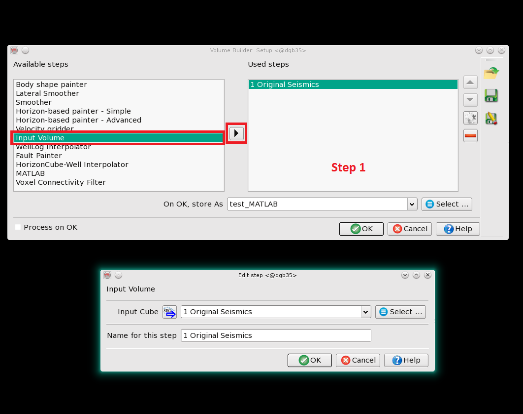 Volume Builder: Setup <@dgb35>
Available steps
Used steps
Body shape painter
Lateral Smoother
Smoother
Horizon-based painter - Simple
Horizon-based painter - Advanced
Velocity gridder
Input Volume
WellLog Interpolator
Fault Painter
HorizonCube-Well Interpolator
MATLAB
Voxel Connectivity Filter
1 Original Seismics
Step 1
On OK, store As test_MATLAB Select ...
Process on OK
OK Cancel Help
Edit step <@dgb35>
Input Volume
Input Cube 1 Original Seismics Select ...
Name for this step 1 Original Seismics
OK Cancel Help